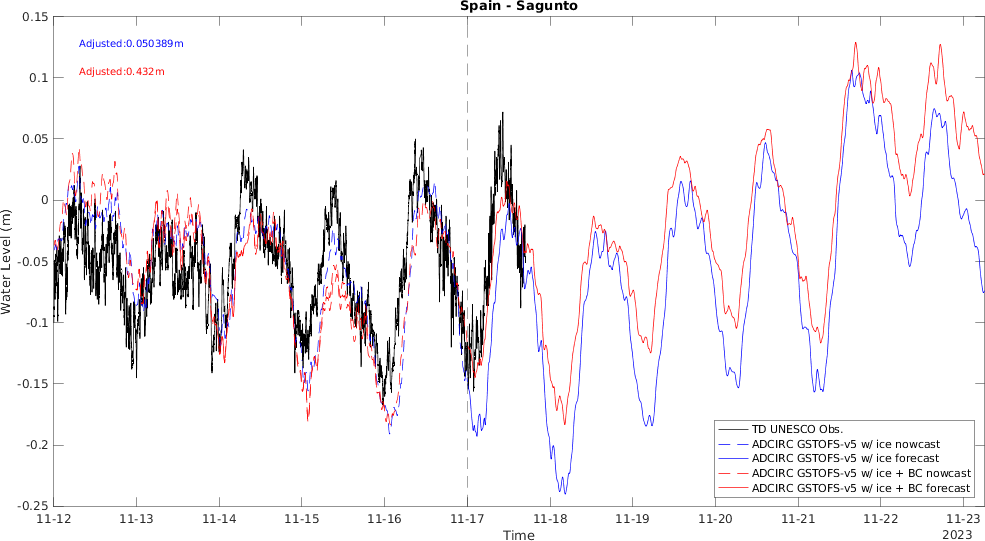 Spain - Sagunto
Adjusted:0.050389m
Adjusted:0.432m
0.15
0.1
0.05
0
-0.05
-0.1
-0.15
-0.2
-0.25
Water Level (m)
TD UNESCO Obs.
ADCIRC GSTOFS-v5 w/ ice nowcast
ADCIRC GSTOFS-v5 w/ ice forecast
ADCIRC GSTOFS-v5 w/ ice + BC nowcast
ADCIRC GSTOFS-v5 w/ ice + BC forecast
11-12 11-13 11-14 11-15 11-16 11-17 11-18 11-19 11-20 11-21 11-22 11-23
Time
2023